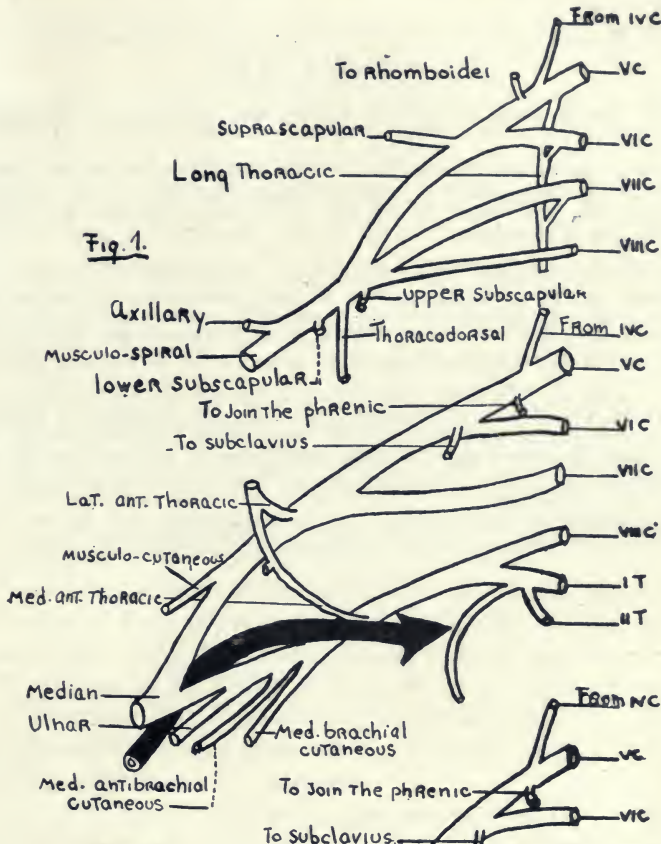 From IVC
VC
To Rhomboidei
Suprascapular
VIC
Long Thoracic
VIIC
Fig. 1.
VIIIC
upper Subscapular
Axillary
Thoracodorsal
From IVC
Musculo-spiral
VC
lower Subscapular
To Join The phrenic
VIC
To subclavius
VIIC
Lat. ant. Thoracic
VIIIC
Musculo-cutaneous
Med. ant. Thoracic
IT
IIT
Median
From IVC
Ulnar
Med. brachial
cutaneous
VC
Med. antibrachial
cutaneous
To Join The phrenic
VIC
To Subclavius